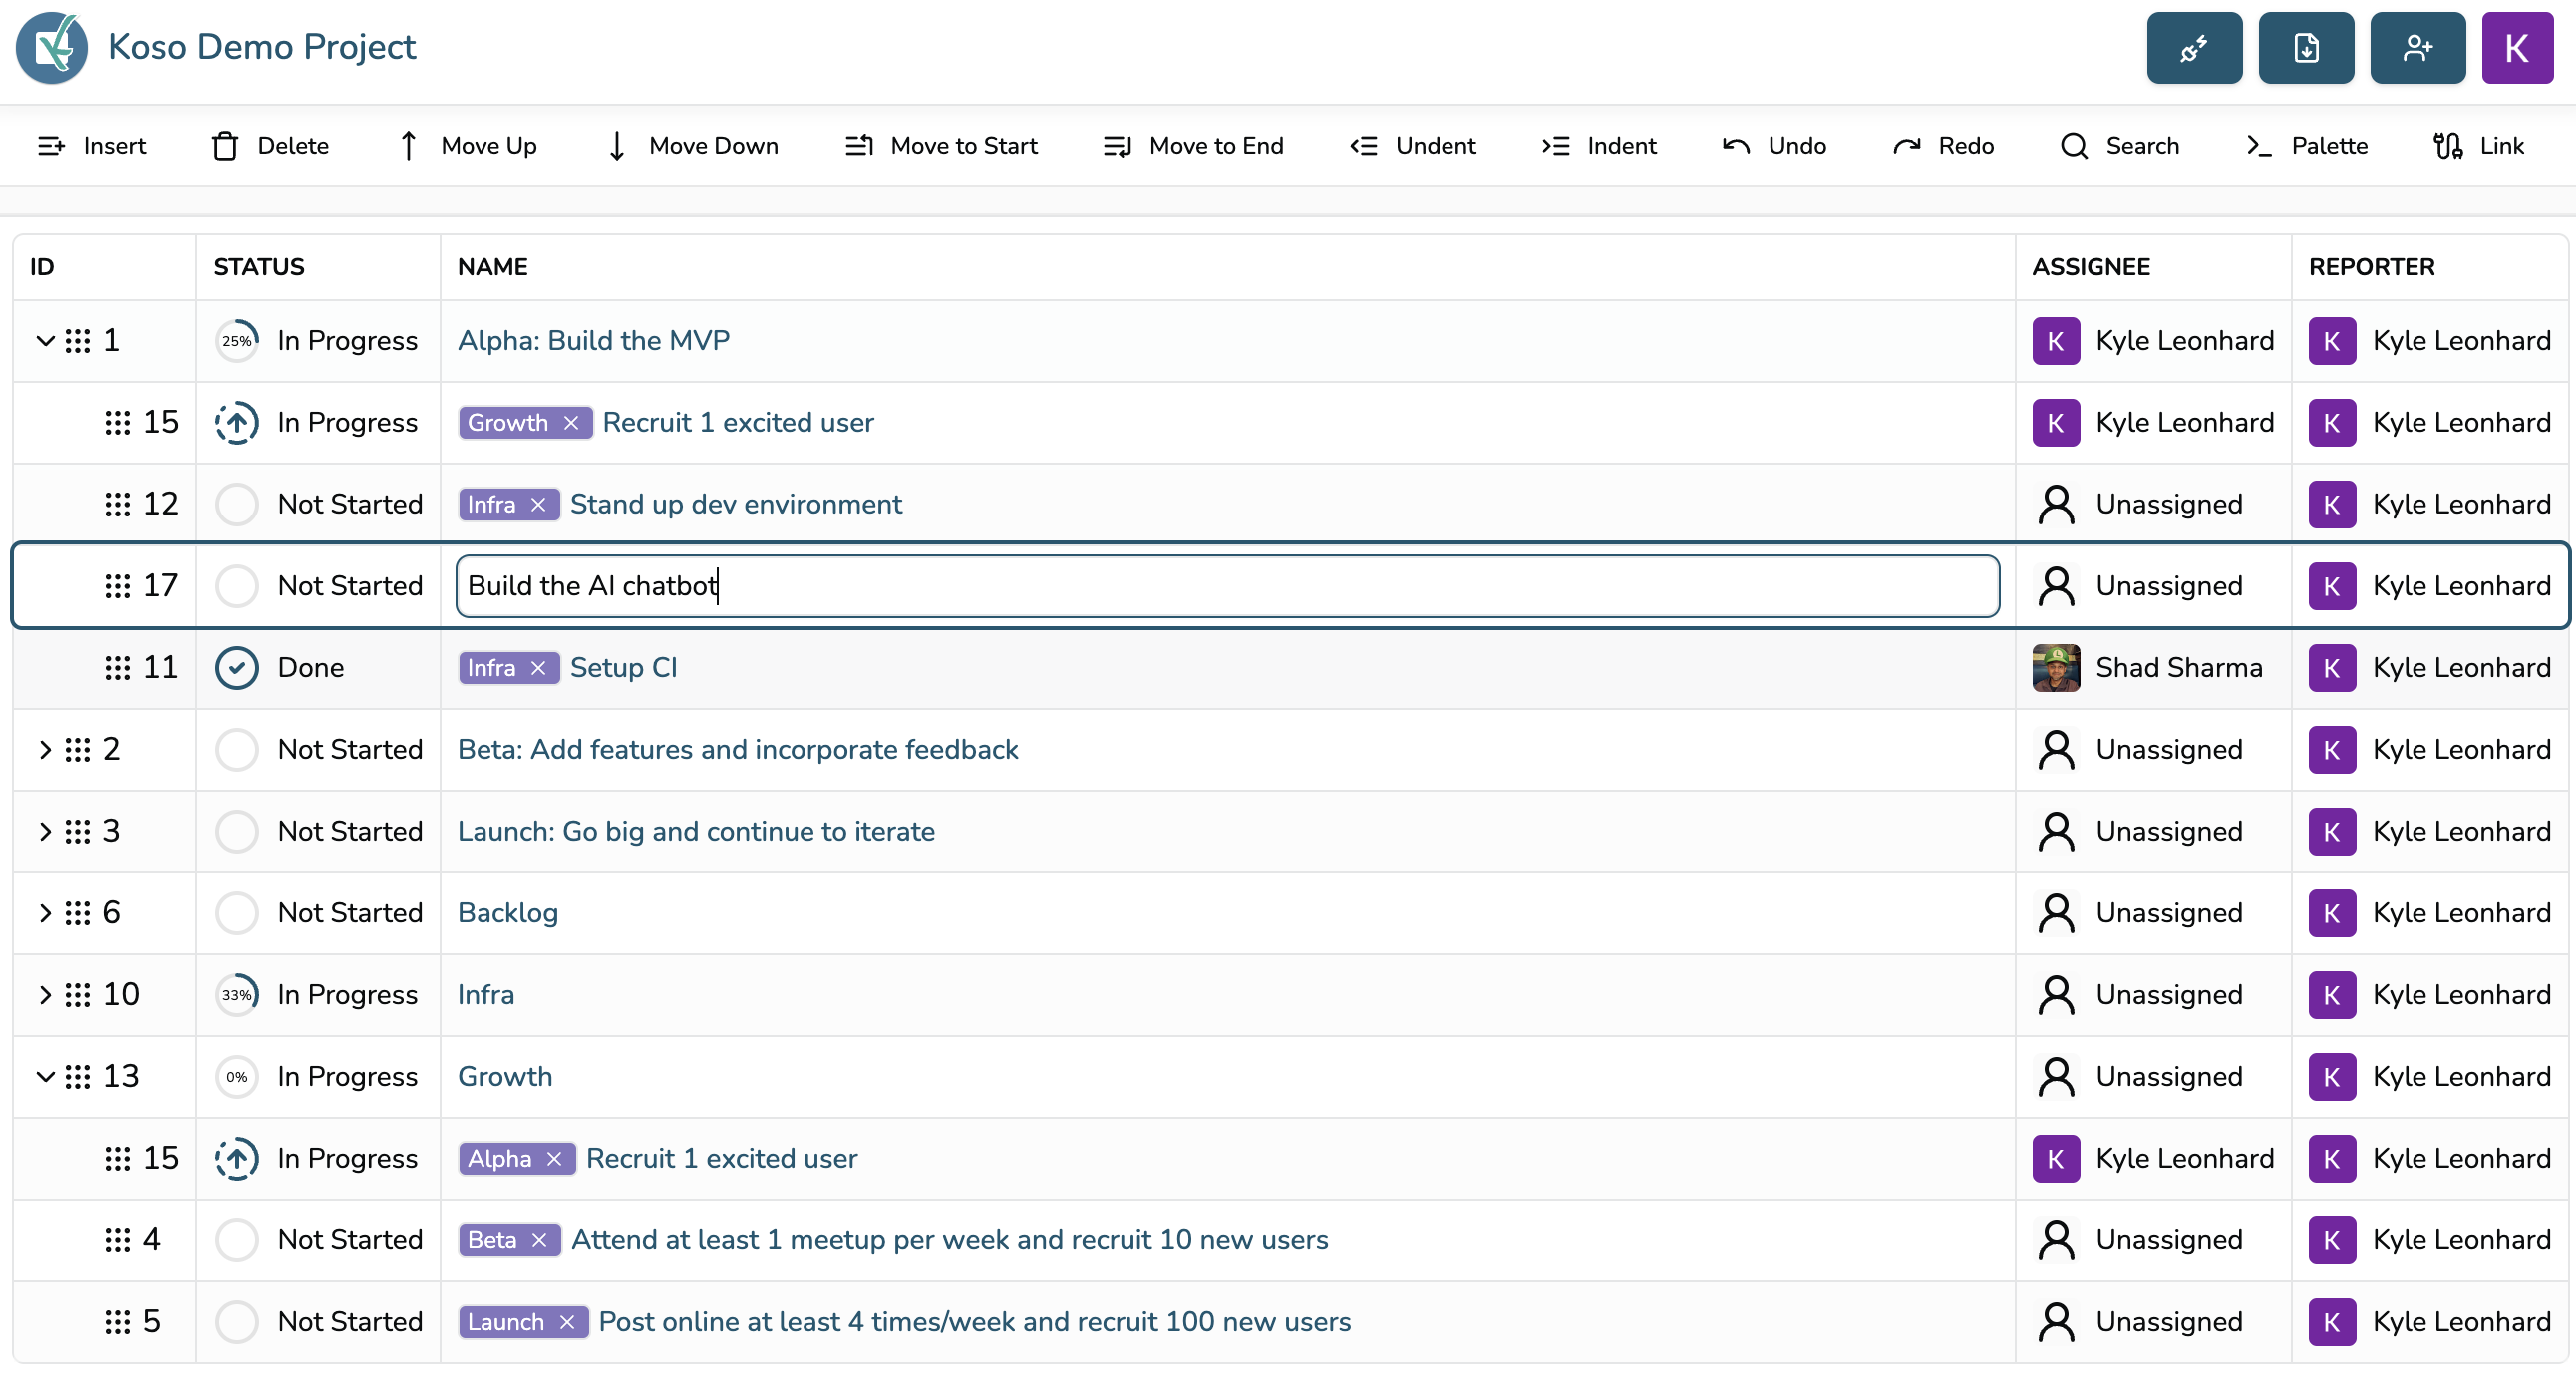 Koso Demo Project K
Insert Delete Move Up Move Down Move to Start Move to End Undent Indent Undo Redo Search Palette Link
ID STATUS NAME ASSIGNEE REPORTER
1 25% In Progress Alpha: Build the MVP K Kyle Leonhard K Kyle Leonhard
15 In Progress Growth Recruit 1 excited user K Kyle Leonhard K Kyle Leonhard
12 Not Started Infra Stand up dev environment Unassigned K Kyle Leonhard
17 Not Started Build the AI chatbot Unassigned K Kyle Leonhard
11 Done Infra Setup CI Shad Sharma K Kyle Leonhard
2 Not Started Beta: Add features and incorporate feedback Unassigned K Kyle Leonhard
3 Not Started Launch: Go big and continue to iterate Unassigned K Kyle Leonhard
6 Not Started Backlog Unassigned K Kyle Leonhard
10 33% In Progress Infra Unassigned K Kyle Leonhard
13 0% In Progress Growth Unassigned K Kyle Leonhard
15 In Progress Alpha Recruit 1 excited user K Kyle Leonhard K Kyle Leonhard
4 Not Started Beta Attend at least 1 meetup per week and recruit 10 new users Unassigned K Kyle Leonhard
5 Not Started Launch Post online at least 4 times/week and recruit 100 new users Unassigned K Kyle Leonhard